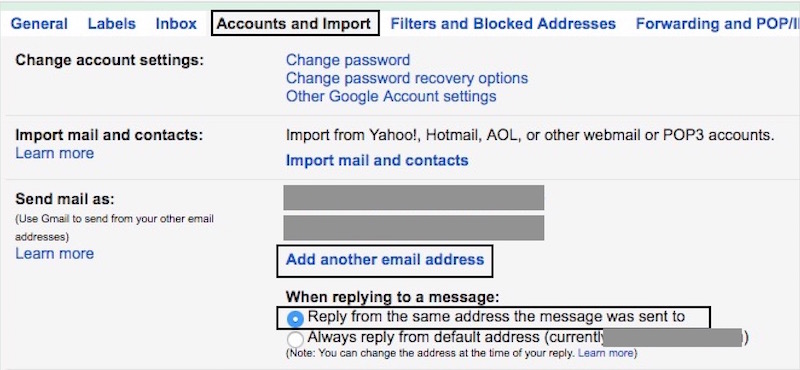 General Labels Inbox Accounts and Import Filters and Blocked Addresses Forwarding and POP/I
Change account settings: Change password
Change password recovery options
Other Google Account settings
Import mail and contacts: Import from Yahoo!, Hotmail, AOL, or other webmail or POP3 accounts.
Learn more
Import mail and contacts
Send mail as:
(Use Gmail to send from your other email
addresses)
Learn more
Add another email address
When replying to a message:
Reply from the same address the message was sent to
Always reply from default address (currently )
(Note: You can change the address at the time of your reply. Learn more)